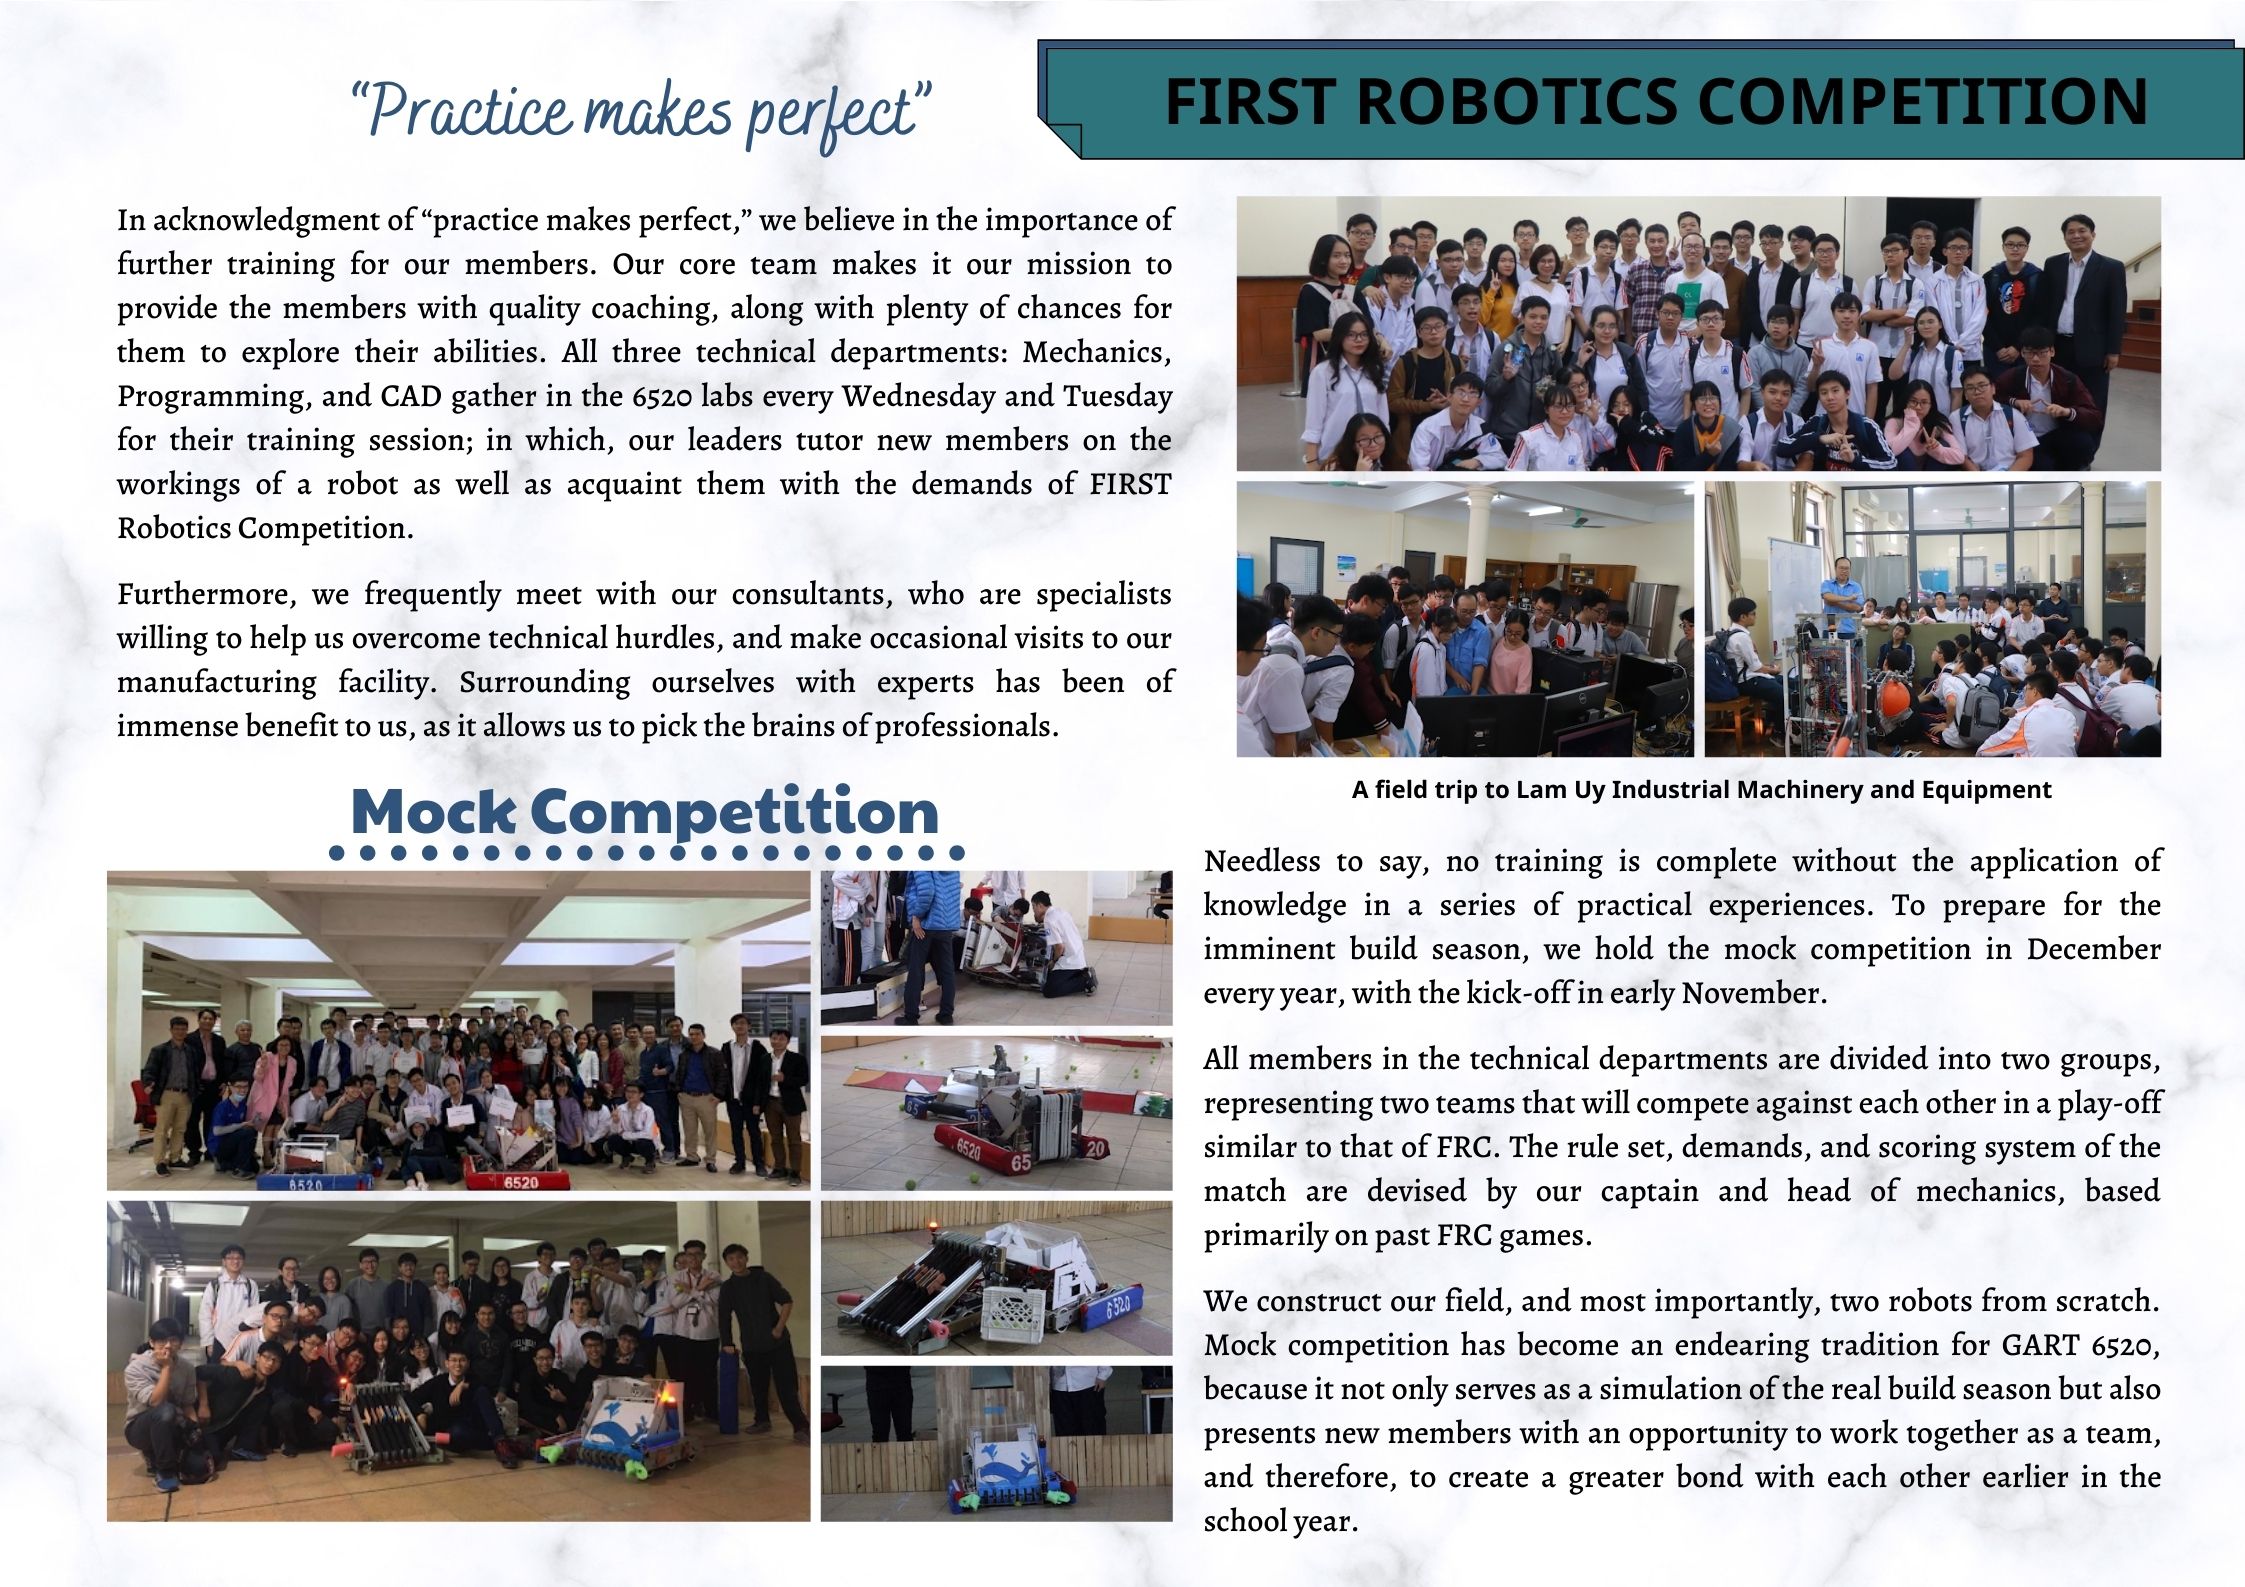 “Practice makes perfect”
FIRST ROBOTICS COMPETITION
In acknowledgment of “practice makes perfect,” we believe in the importance of
further training for our members. Our core team makes it our mission to
provide the members with quality coaching, along with plenty of chances for
them to explore their abilities. All three technical departments: Mechanics,
Programming, and CAD gather in the 6520 labs every Wednesday and Tuesday
for their training session; in which, our leaders tutor new members on the
workings of a robot as well as acquaint them with the demands of FIRST
Robotics Competition.
Furthermore, we frequently meet with our consultants, who are specialists
willing to help us overcome technical hurdles, and make occasional visits to our
manufacturing facility. Surrounding ourselves with experts has been of
immense benefit to us, as it allows us to pick the brains of professionals.
Mock Competition
6520
6520
65
6520
65
20
6520
A field trip to Lam Uy Industrial Machinery and Equipment
Needless to say, no training is complete without the application of
knowledge in a series of practical experiences. To prepare for the
imminent build season, we hold the mock competition in December
every year, with the kick-off in early November.
All members in the technical departments are divided into two groups,
representing two teams that will compete against each other in a play-off
similar to that of FRC. The rule set, demands, and scoring system of the
match are devised by our captain and head of mechanics, based
primarily on past FRC games.
We construct our field, and most importantly, two robots from scratch.
Mock competition has become an endearing tradition for GART 6520,
because it not only serves as a simulation of the real build season but also
presents new members with an opportunity to work together as a team,
and therefore, to create a greater bond with each other earlier in the
school year.